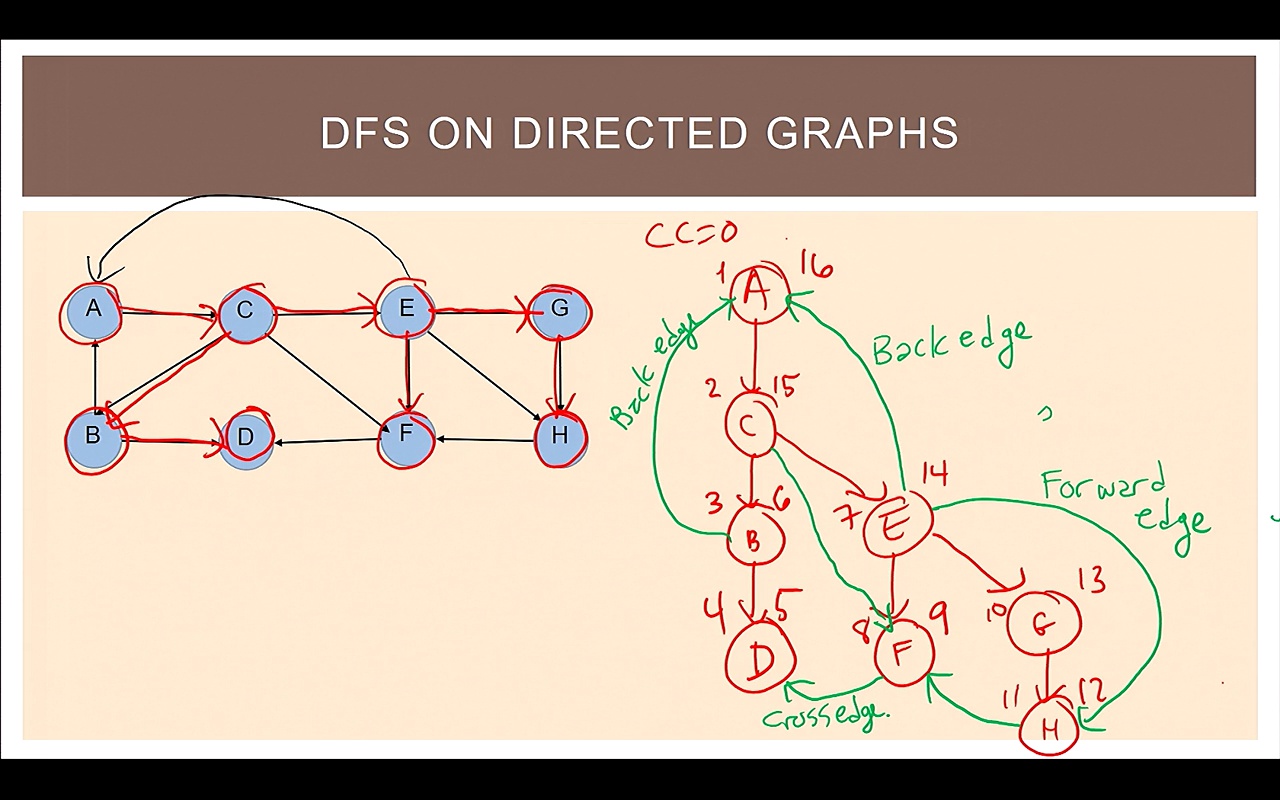 DFS ON DIRECTED GRAPHS
A C E G
B D F H
CC=0
1 A 16
Back edge
Back edge
2 C 15
7 E 14
Forward
edge
3 B 6
4 D 5
8 F 9
10 G 13
Cross edge.
11 H 12